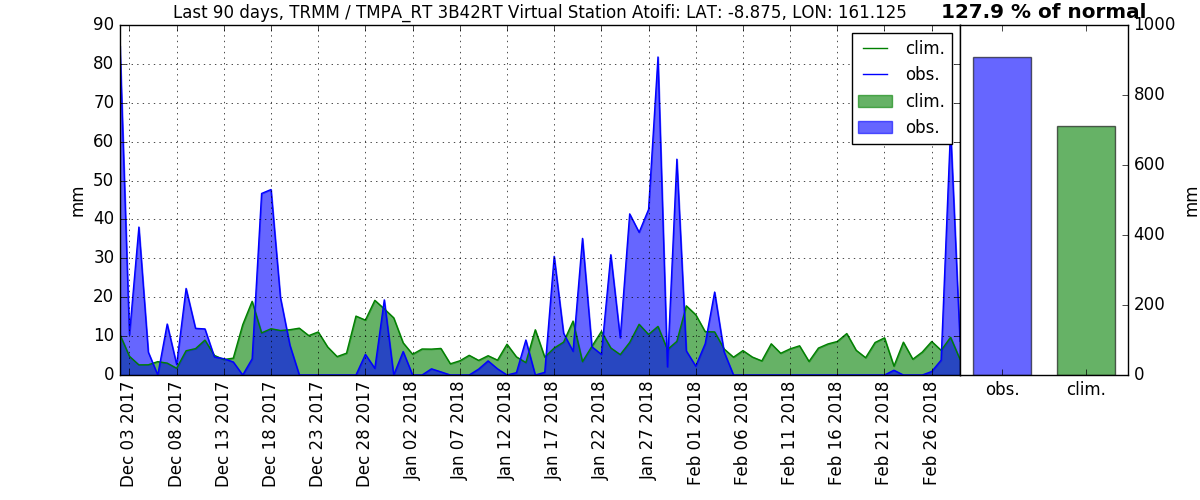 Last 90 days, TRMM / TMPA_RT 3B42RT Virtual Station Atoifi: LAT: -8.875, LON: 161.125
127.9 % of normal
mm
90
80
70
60
50
40
30
20
10
0
clim.
obs.
clim.
obs.
Dec 03 2017
Dec 08 2017
Dec 13 2017
Dec 18 2017
Dec 23 2017
Dec 28 2017
Jan 02 2018
Jan 07 2018
Jan 12 2018
Jan 17 2018
Jan 22 2018
Jan 27 2018
Feb 01 2018
Feb 06 2018
Feb 11 2018
Feb 16 2018
Feb 21 2018
Feb 26 2018
obs.
clim.
1000
800
600
400
200
0
mm